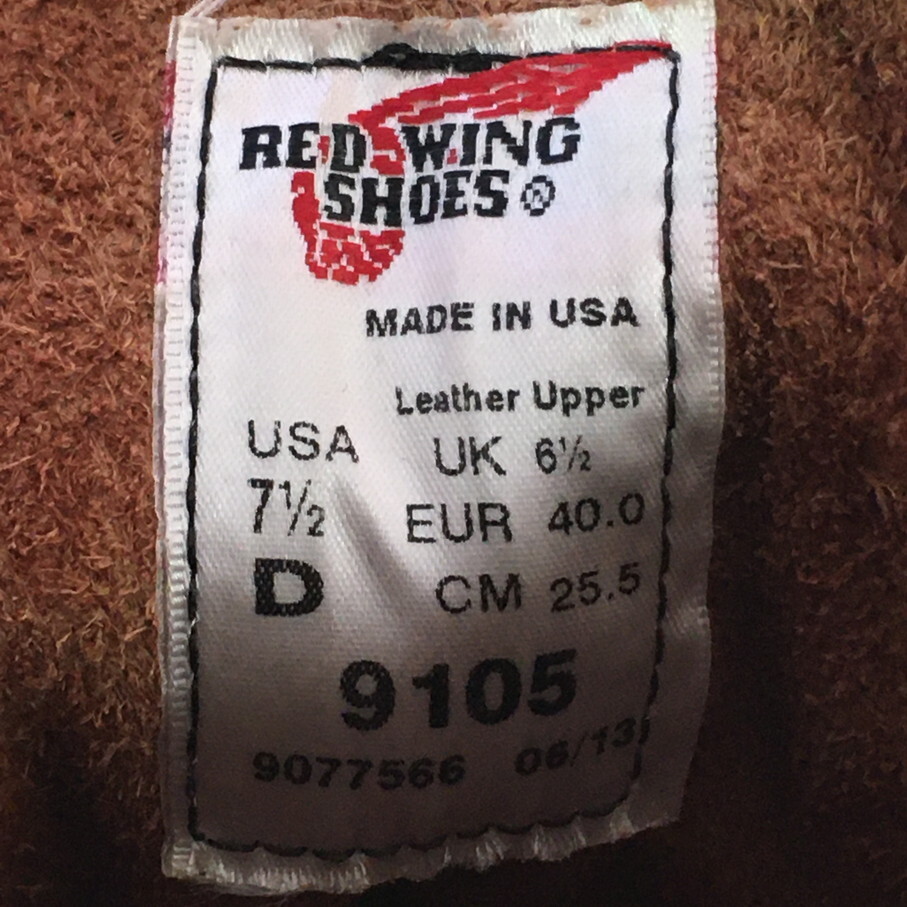 RED WING
SHOES®
MADE IN USA
Leather Upper
USA UK 6½
7½ EUR 40.0
D CM 25.5
9105
9077566 06/13